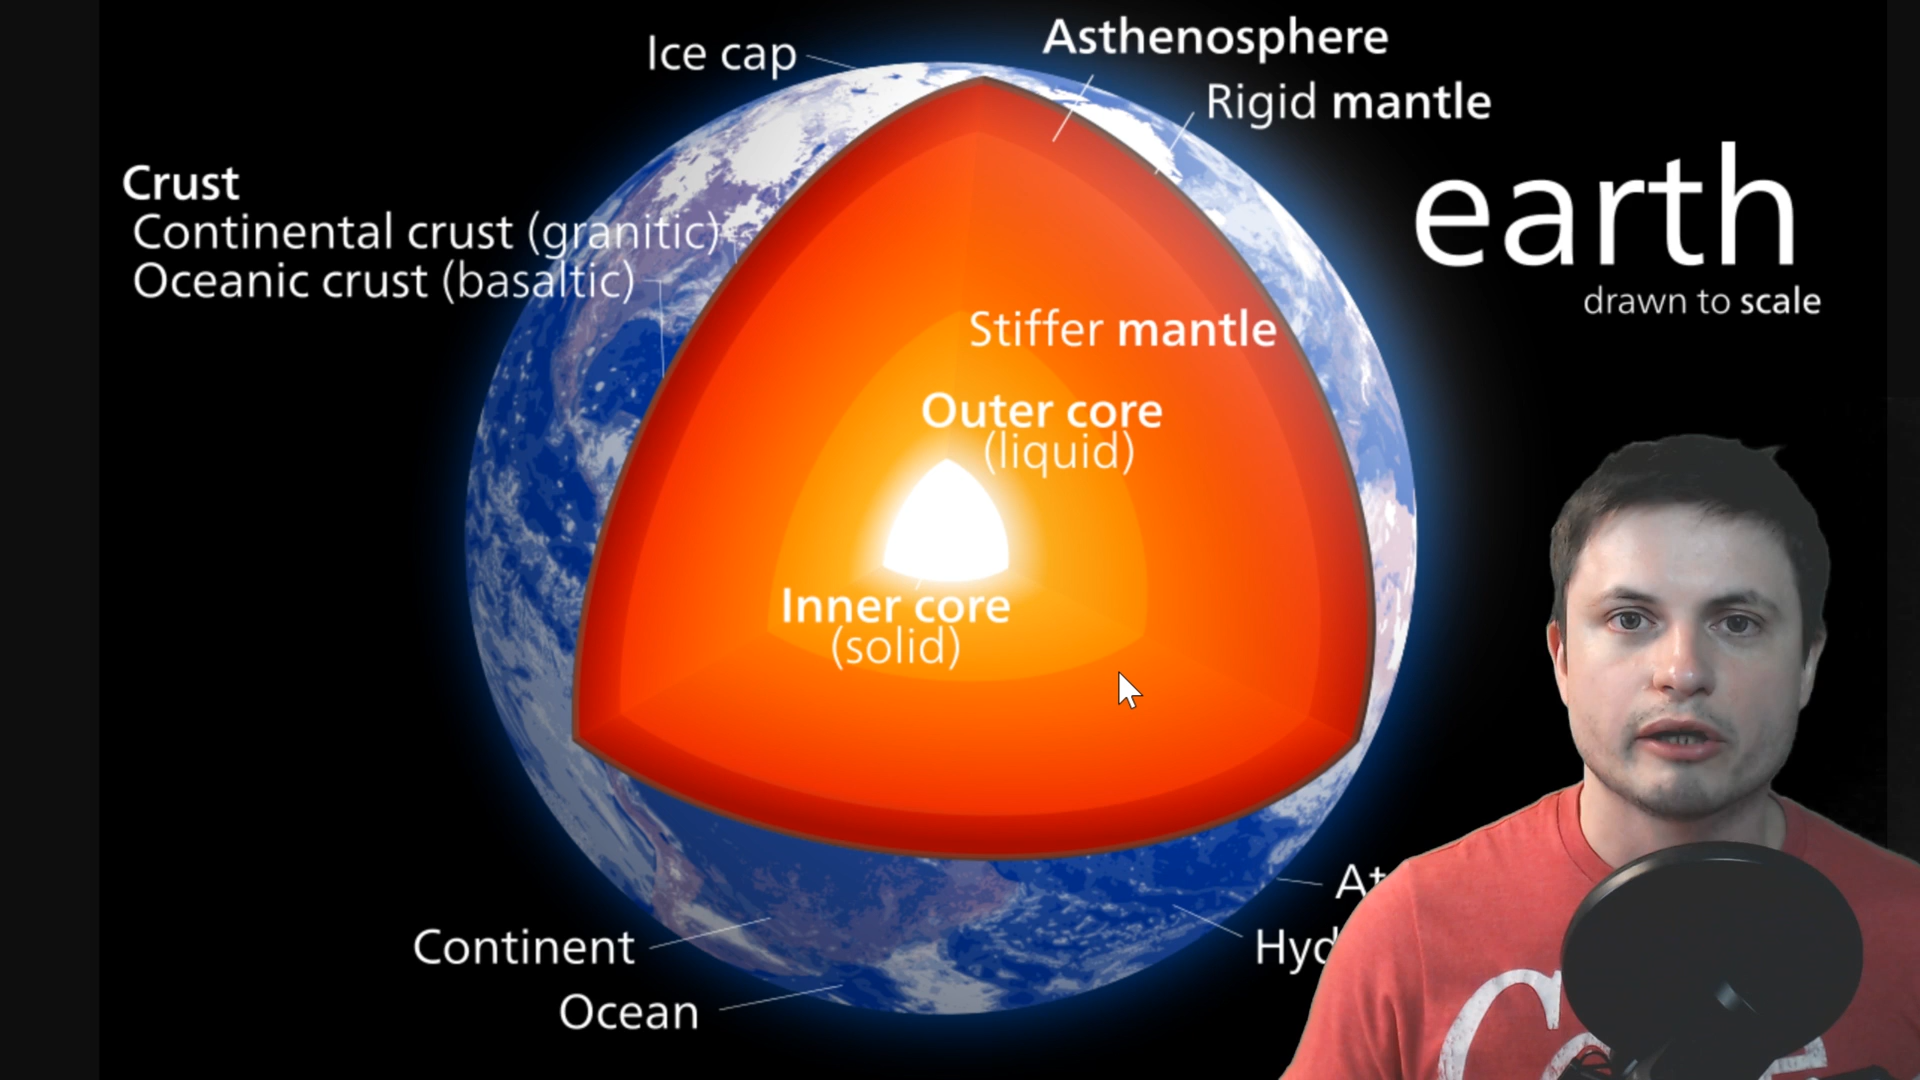 Ice cap
Asthenosphere
Rigid mantle
Crust
Continental crust (granitic)
Oceanic crust (basaltic)
earth
drawn to scale
Stiffer mantle
Outer core
(liquid)
Inner core
(solid)
Continent
Ocean